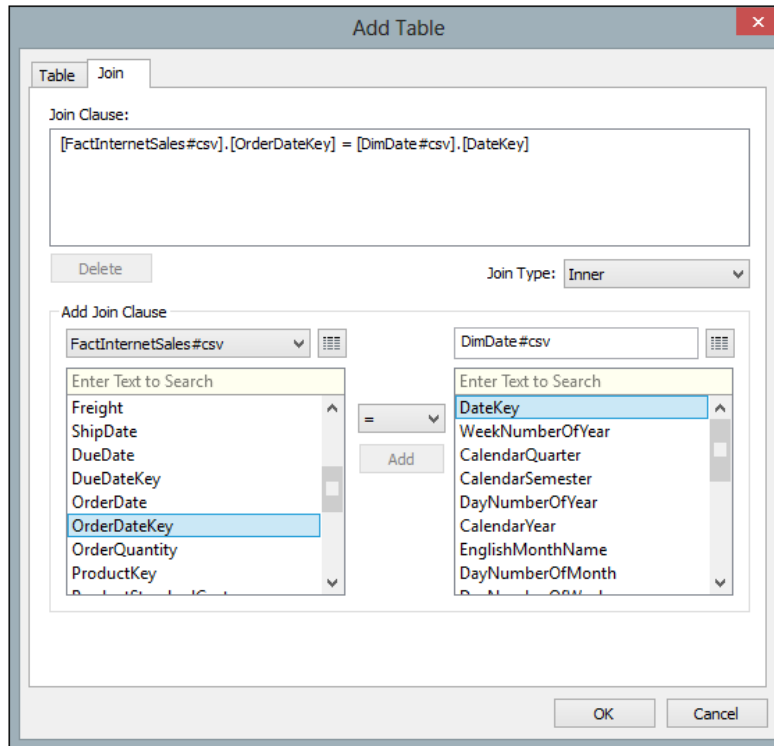 Add Table
Table Join
Join Clause:
[FactInternetSales#csv].[OrderDateKey] = [DimDate#csv].[DateKey]
Delete
Join Type: Inner
Add Join Clause
FactInternetSales#csv
DimDate#csv
Enter Text to Search
Freight
ShipDate
DueDate
DueDateKey
OrderDate
OrderDateKey
OrderQuantity
ProductKey
=
Add
Enter Text to Search
DateKey
WeekNumberOfYear
CalendarQuarter
CalendarSemester
DayNumberOfYear
CalendarYear
EnglishMonthName
DayNumberOfMonth
OK Cancel